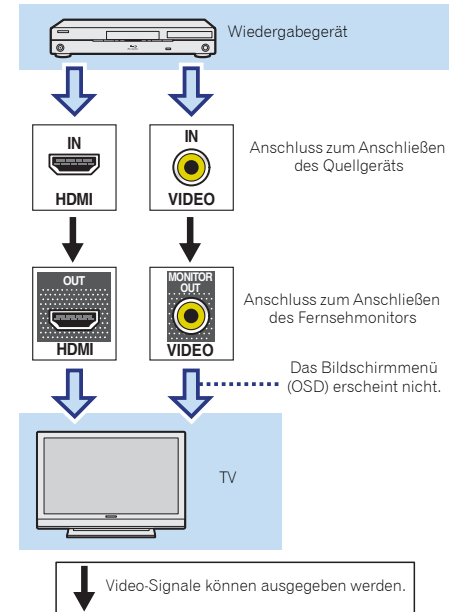 Wiedergabegerät
IN
HDMI
IN
VIDEO
Anschluss zum Anschließen
des Quellgeräts
OUT
HDMI
MONITOR
OUT
VIDEO
Anschluss zum Anschließen
des Fernsehmonitors
Das Bildschirmmenü
(OSD) erscheint nicht.
TV
Video-Signale können ausgegeben werden.